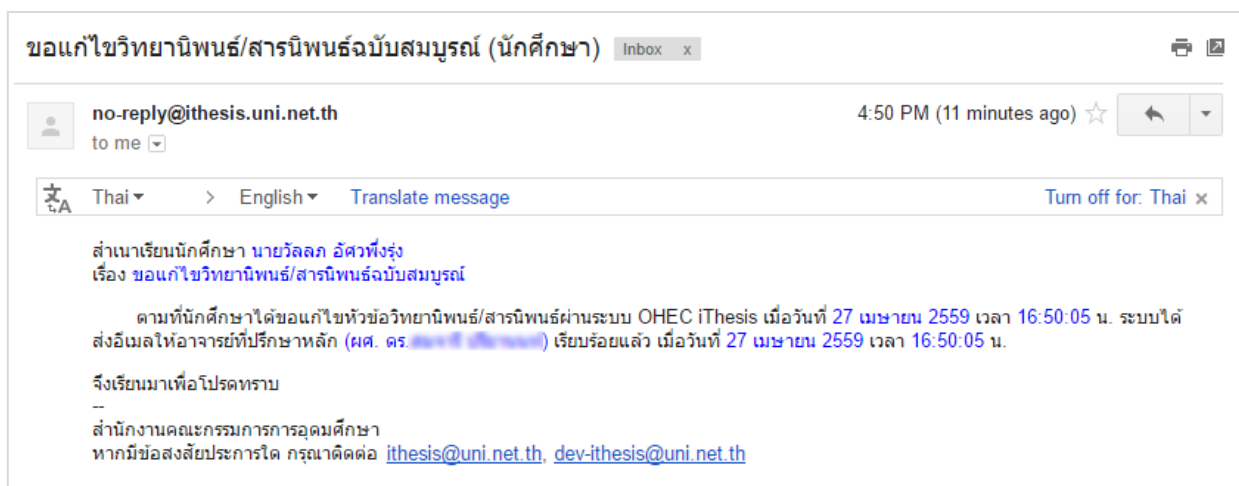 ขอแก้ไขวิทยานิพนธ์/สารนิพนธ์ฉบับสมบูรณ์ (นักศึกษา) Inbox x
no-reply@ithesis.uni.net.th 4:50 PM (11 minutes ago)
to me
Thai > English Translate message Turn off for: Thai x
สำเนาเรียนนักศึกษา นายวัลลภ อัศวพึ่งรุ่ง
เรื่อง ขอแก้ไขวิทยานิพนธ์/สารนิพนธ์ฉบับสมบูรณ์
ตามที่นักศึกษาได้ขอแก้ไขหัวข้อวิทยานิพนธ์/สารนิพนธ์ผ่านระบบ OHEC iThesis เมื่อวันที่ 27 เมษายน 2559 เวลา 16:50:05 น. ระบบได้
ส่งอีเมลให้อาจารย์ที่ปรึกษาหลัก (ผศ. ดร. ) เรียบร้อยแล้ว เมื่อวันที่ 27 เมษายน 2559 เวลา 16:50:05 น.
จึงเรียนมาเพื่อโปรดทราบ
--
สำนักงานคณะกรรมการการอุดมศึกษา
หากมีข้อสงสัยประการใด กรุณาติดต่อ ithesis@uni.net.th, dev-ithesis@uni.net.th